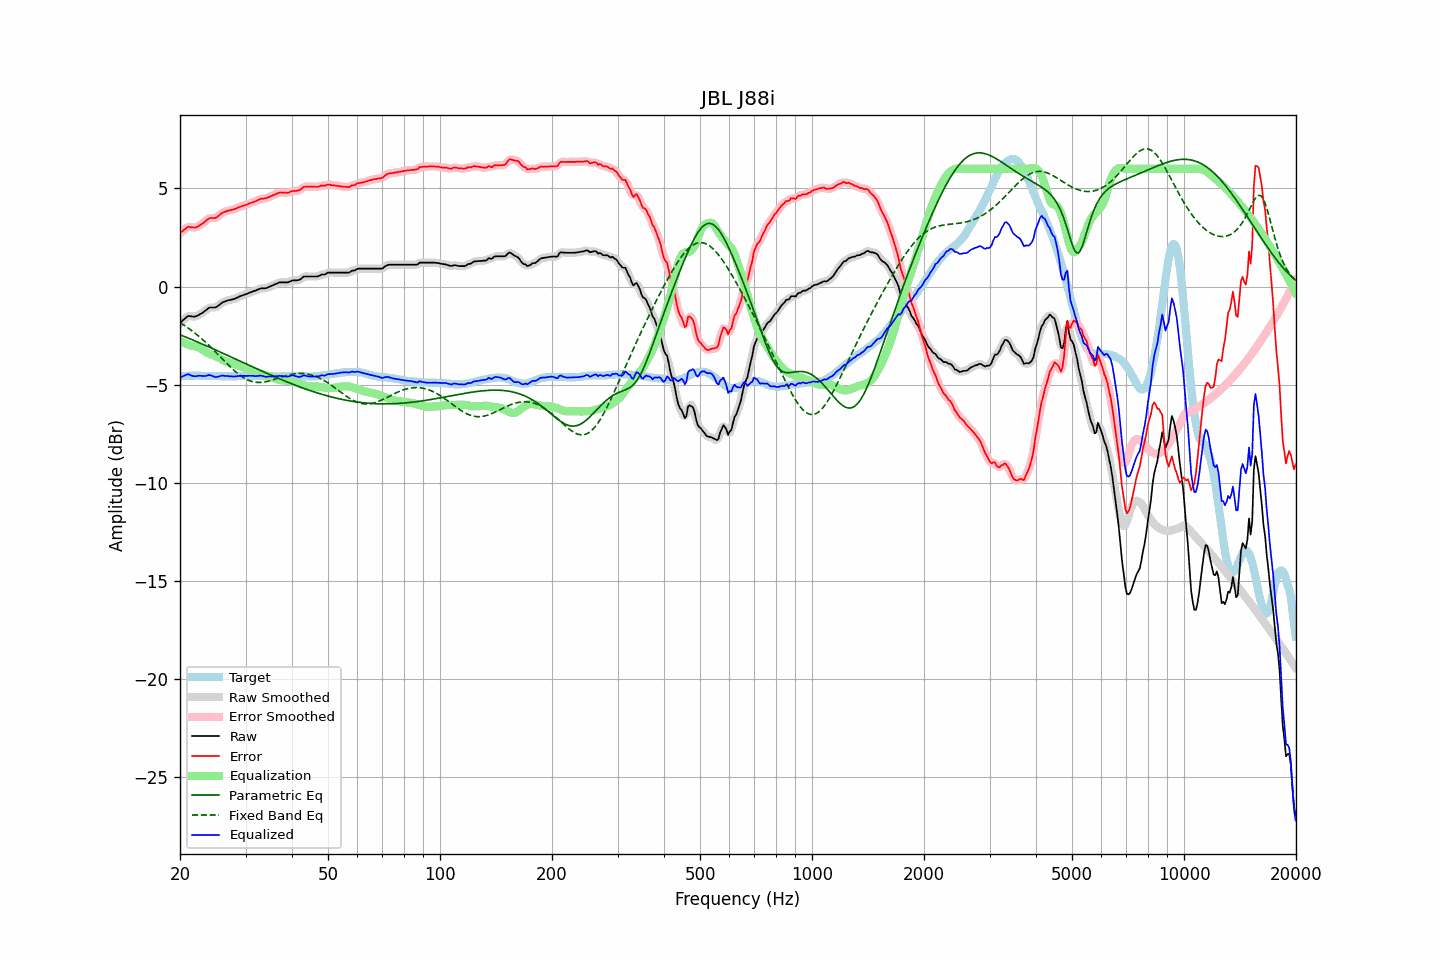 JBL J88i
Amplitude (dBr)
5
0
−5
−10
−15
−20
−25
Target
Raw Smoothed
Error Smoothed
Raw
Error
Equalization
Parametric Eq
Fixed Band Eq
Equalized
20 50 100 200 500 1000 2000 5000 10000 20000
Frequency (Hz)